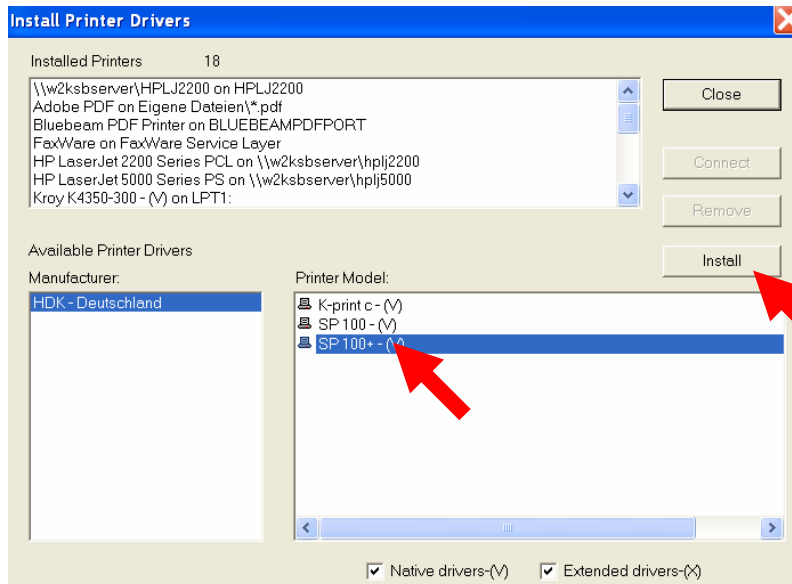 Install Printer Drivers
Installed Printers 18
\\w2ksbserver\HPLJ2200 on HPLJ2200
Adobe PDF on Eigene Dateien\*.pdf
Bluebeam PDF Printer on BLUEBEAMPDFPORT
FaxWare on FaxWare Service Layer
HP LaserJet 2200 Series PCL on \\w2ksbserver\hplj2200
HP LaserJet 5000 Series PS on \\w2ksbserver\hplj5000
Kroy K4350-300 - (V) on LPT1:
Close
Connect
Remove
Install
Available Printer Drivers
Manufacturer:
HDK - Deutschland
Printer Model:
K-print c - (V)
SP 100 - (V)
SP 100+ - (V)
Native drivers-(V) Extended drivers-(X)